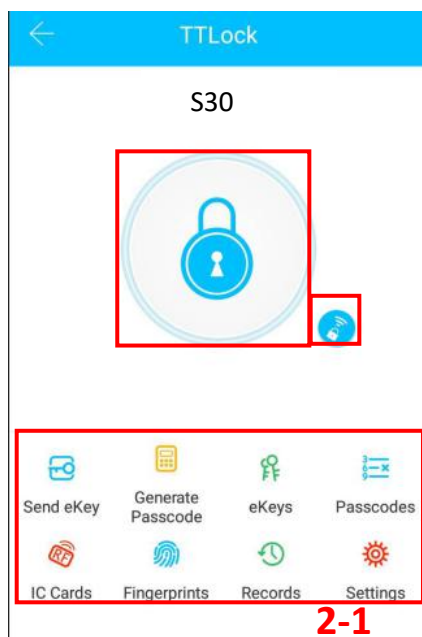 TTLock
S30
Send eKey
Generate
Passcode
eKeys
Passcodes
IC Cards
Fingerprints
Records
Settings
2-1